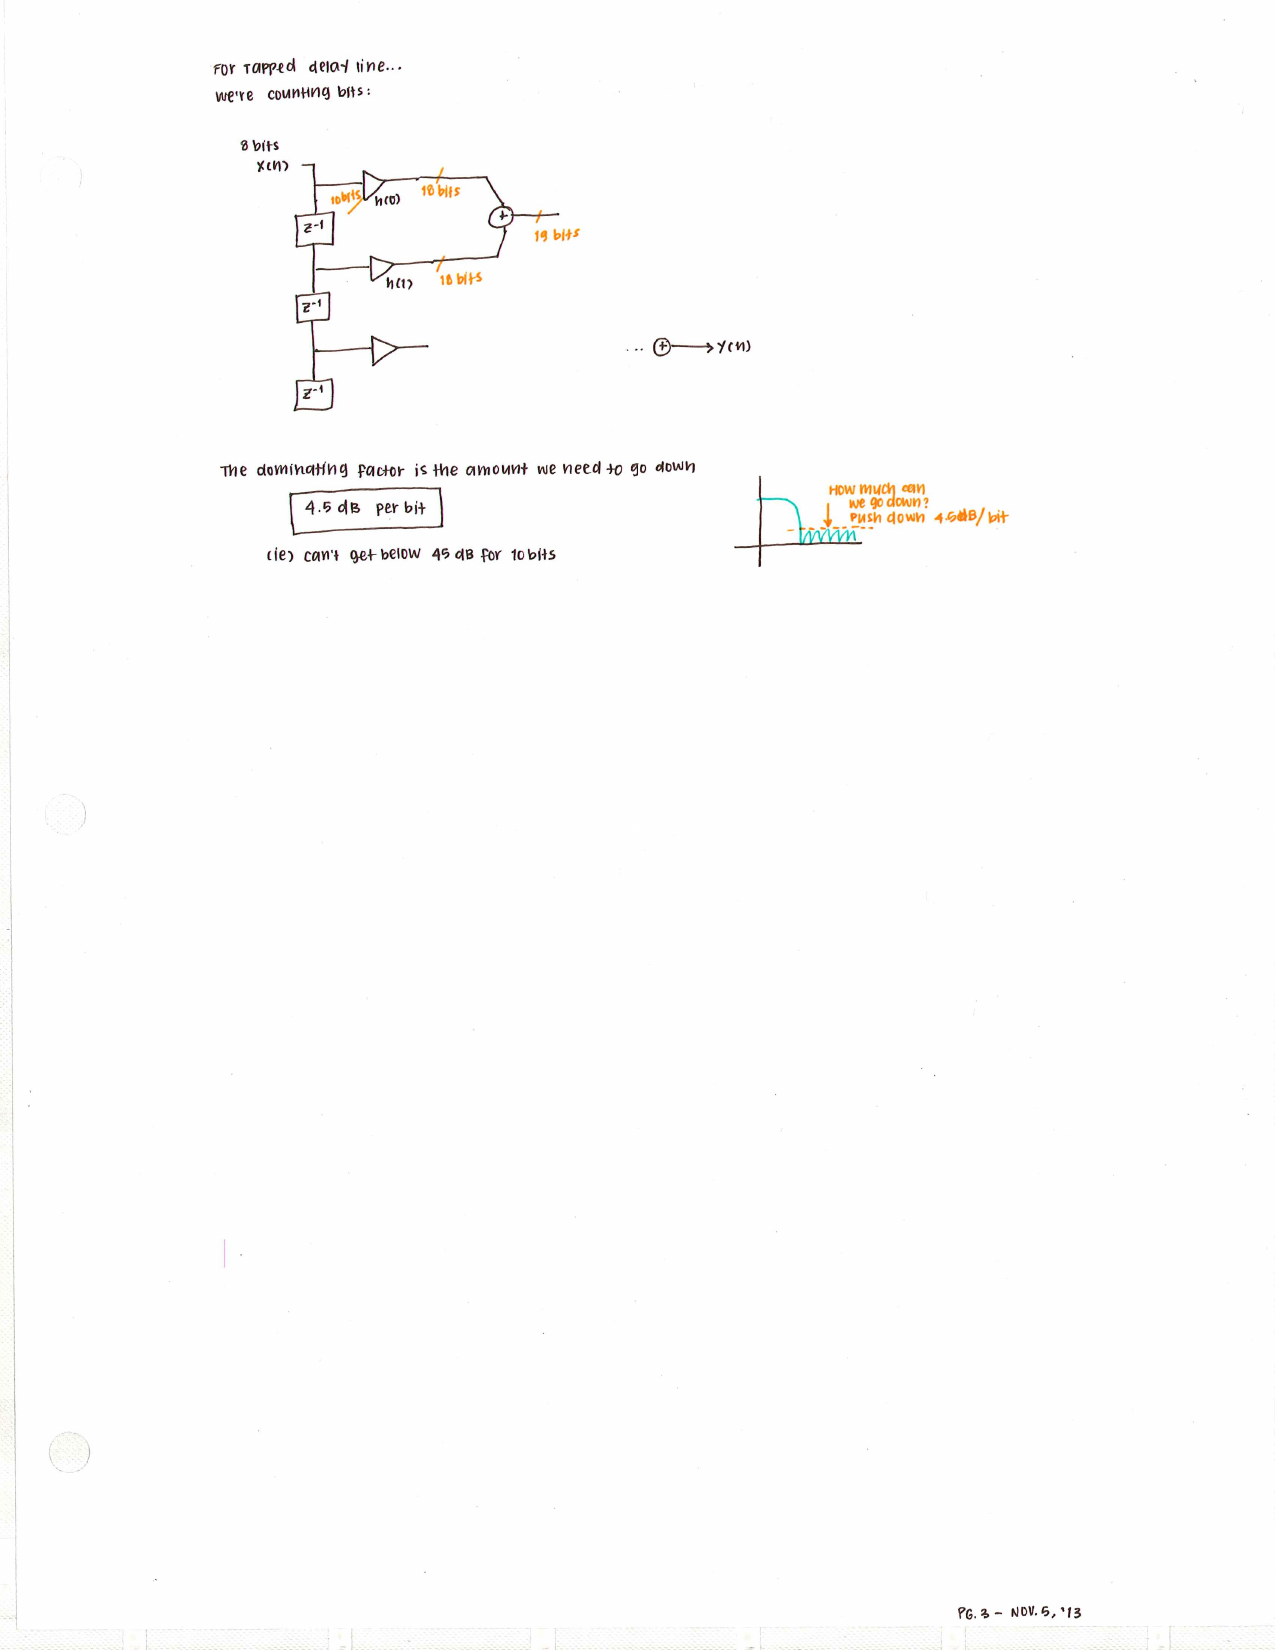 For Tapped delay line...
We're counting bits:
8 bits
X(n)
10 bits
h(0)
18 bits
z-1
+
19 bits
h(1)
18 bits
z-1
... + y(n)
z-1
The dominating factor is the amount we need to go down
4.5 dB per bit
(ie) can't get below 45 dB for 10 bits
How much can
we go down?
Push down 4.5dB/bit
PG. 3 - NOV. 5, '13